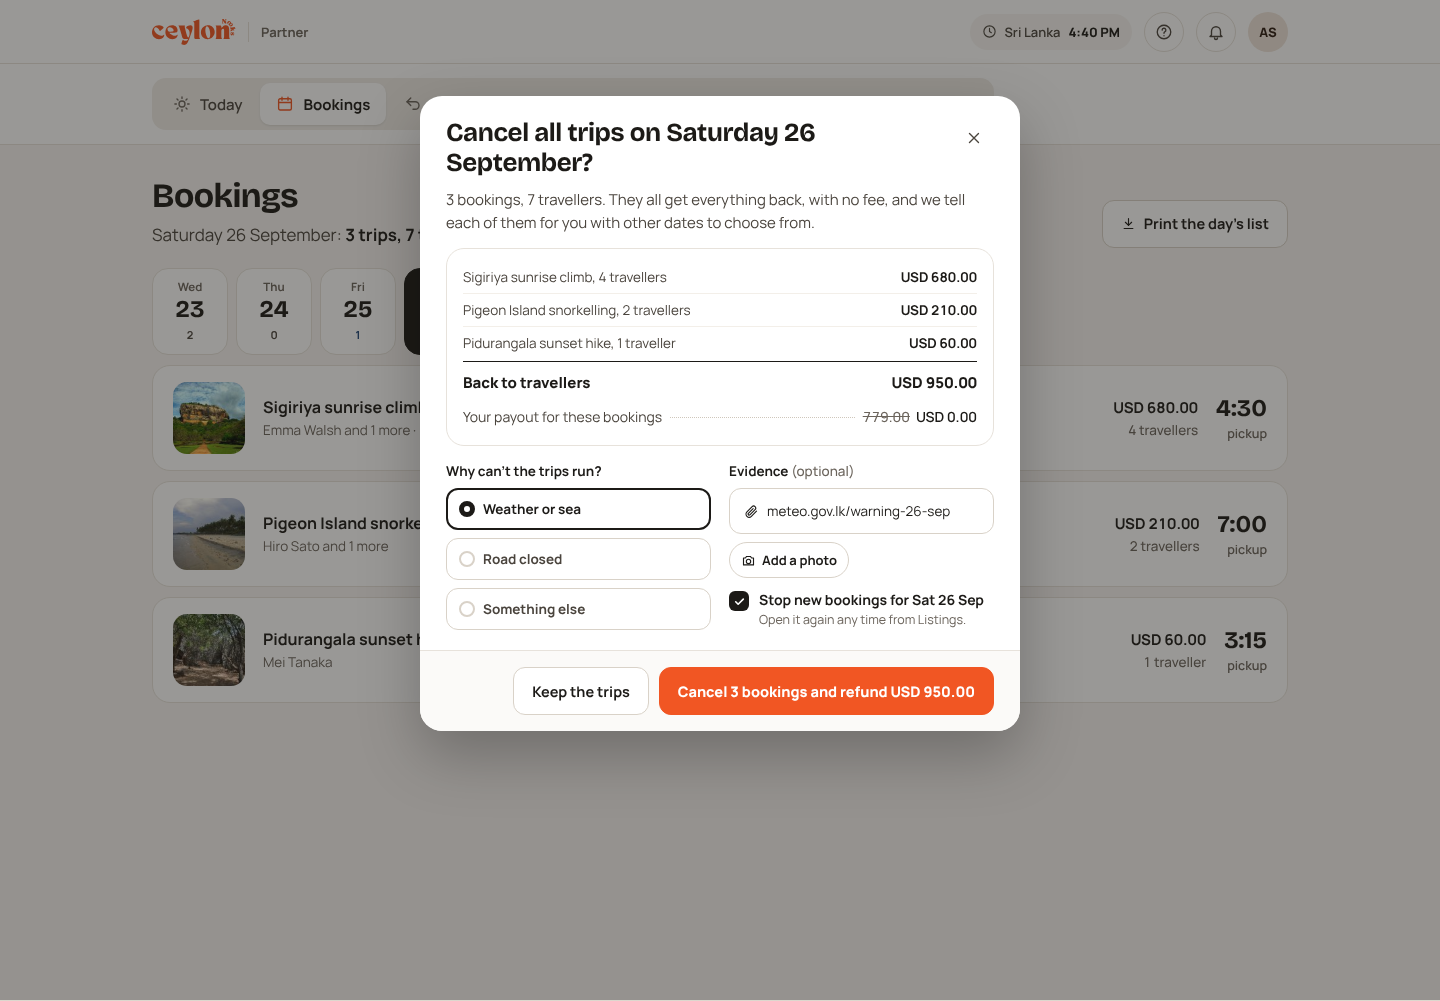 ceylon
Partner
Sri Lanka 4:40 PM
AS
Today
Bookings
Bookings
Saturday 26 September: 3 trips, 7
Print the day's list
Wed
23
2
Thu
24
0
Fri
25
1
Sigiriya sunrise clim
Emma Walsh and 1 more ·
USD 680.00
4 travellers
4:30
pickup
Pigeon Island snorke
Hiro Sato and 1 more
USD 210.00
2 travellers
7:00
pickup
Pidurangala sunset
Mei Tanaka
USD 60.00
1 traveller
3:15
pickup
Cancel all trips on Saturday 26
September?
3 bookings, 7 travellers. They all get everything back, with no fee, and we tell
each of them for you with other dates to choose from.
Sigiriya sunrise climb, 4 travellers USD 680.00
Pigeon Island snorkelling, 2 travellers USD 210.00
Pidurangala sunset hike, 1 traveller USD 60.00
Back to travellers USD 950.00
Your payout for these bookings 779.00 USD 0.00
Why can't the trips run?
Weather or sea
Road closed
Something else
Evidence (optional)
meteo.gov.lk/warning-26-sep
Add a photo
Stop new bookings for Sat 26 Sep
Open it again any time from Listings.
Keep the trips
Cancel 3 bookings and refund USD 950.00